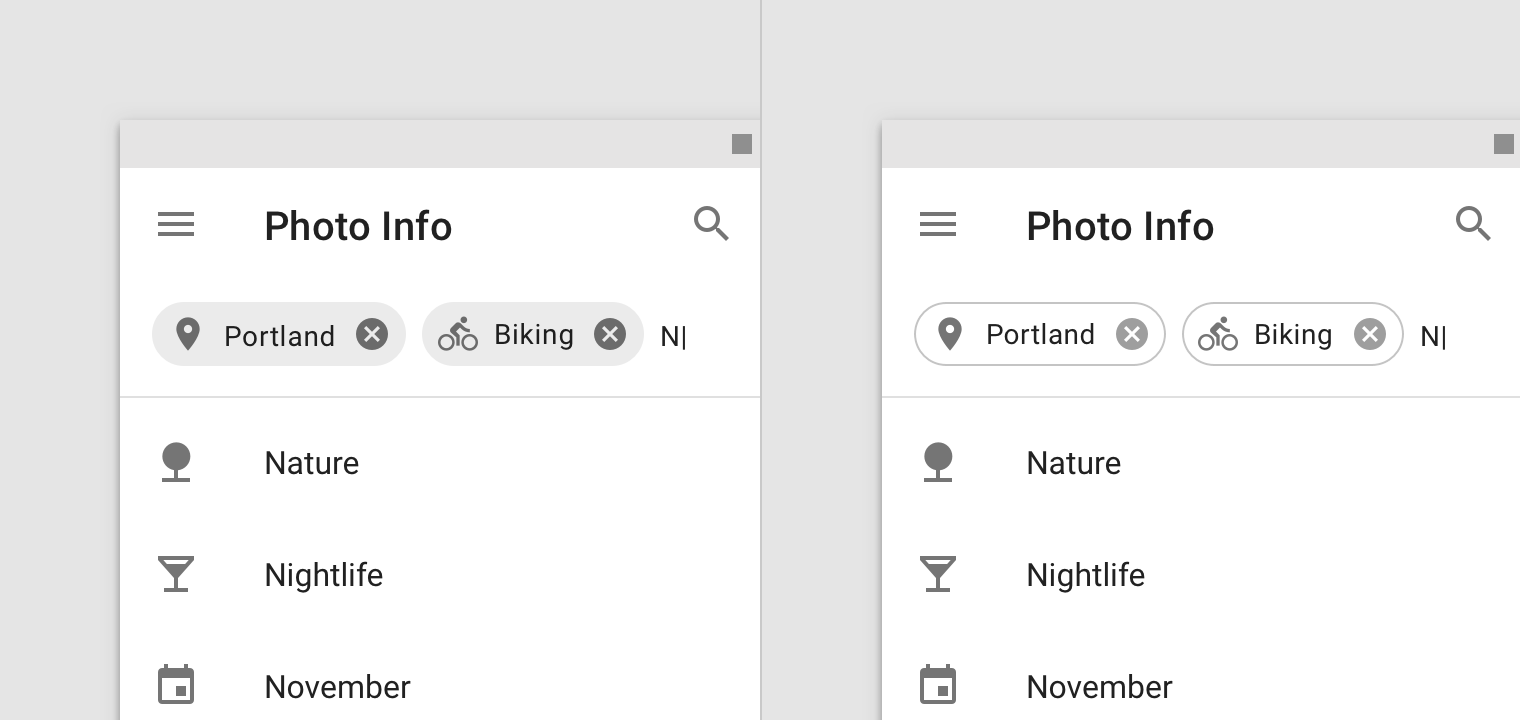 Photo Info
Portland Biking N|
Nature
Nightlife
November
Photo Info
Portland Biking N|
Nature
Nightlife
November